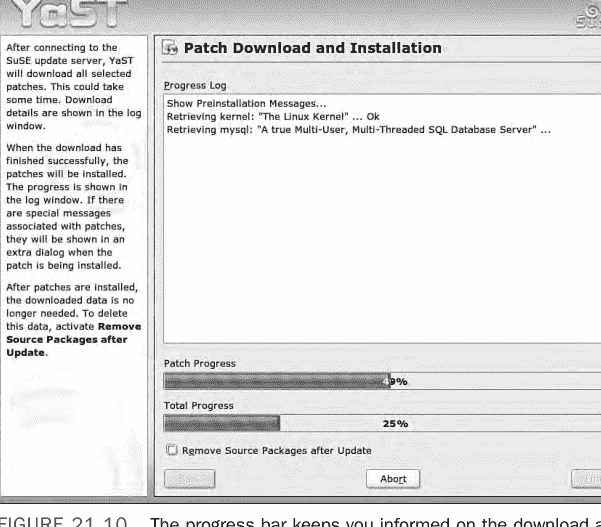 YaST
After connecting to the
SuSE update server, YaST
will download all selected
patches. This could take
some time. Download
details are shown in the log
window.
When the download has
finished successfully, the
patches will be installed.
The progress is shown in
the log window. If there
are special messages
associated with patches,
they will be shown in an
extra dialog when the
patch is being installed.
After patches are installed,
the downloaded data is no
longer needed. To delete
this data, activate Remove
Source Packages after
Update.
Patch Download and Installation
Progress Log
Show Preinstallation Messages...
Retrieving kernel: "The Linux Kernel" ... Ok
Retrieving mysql: "A true Multi-User, Multi-Threaded SQL Database Server" ...
Patch Progress
9%
Total Progress
25%
Remove Source Packages after Update
Abort
FIGURE 21.10 The progress bar keeps you informed on the download a